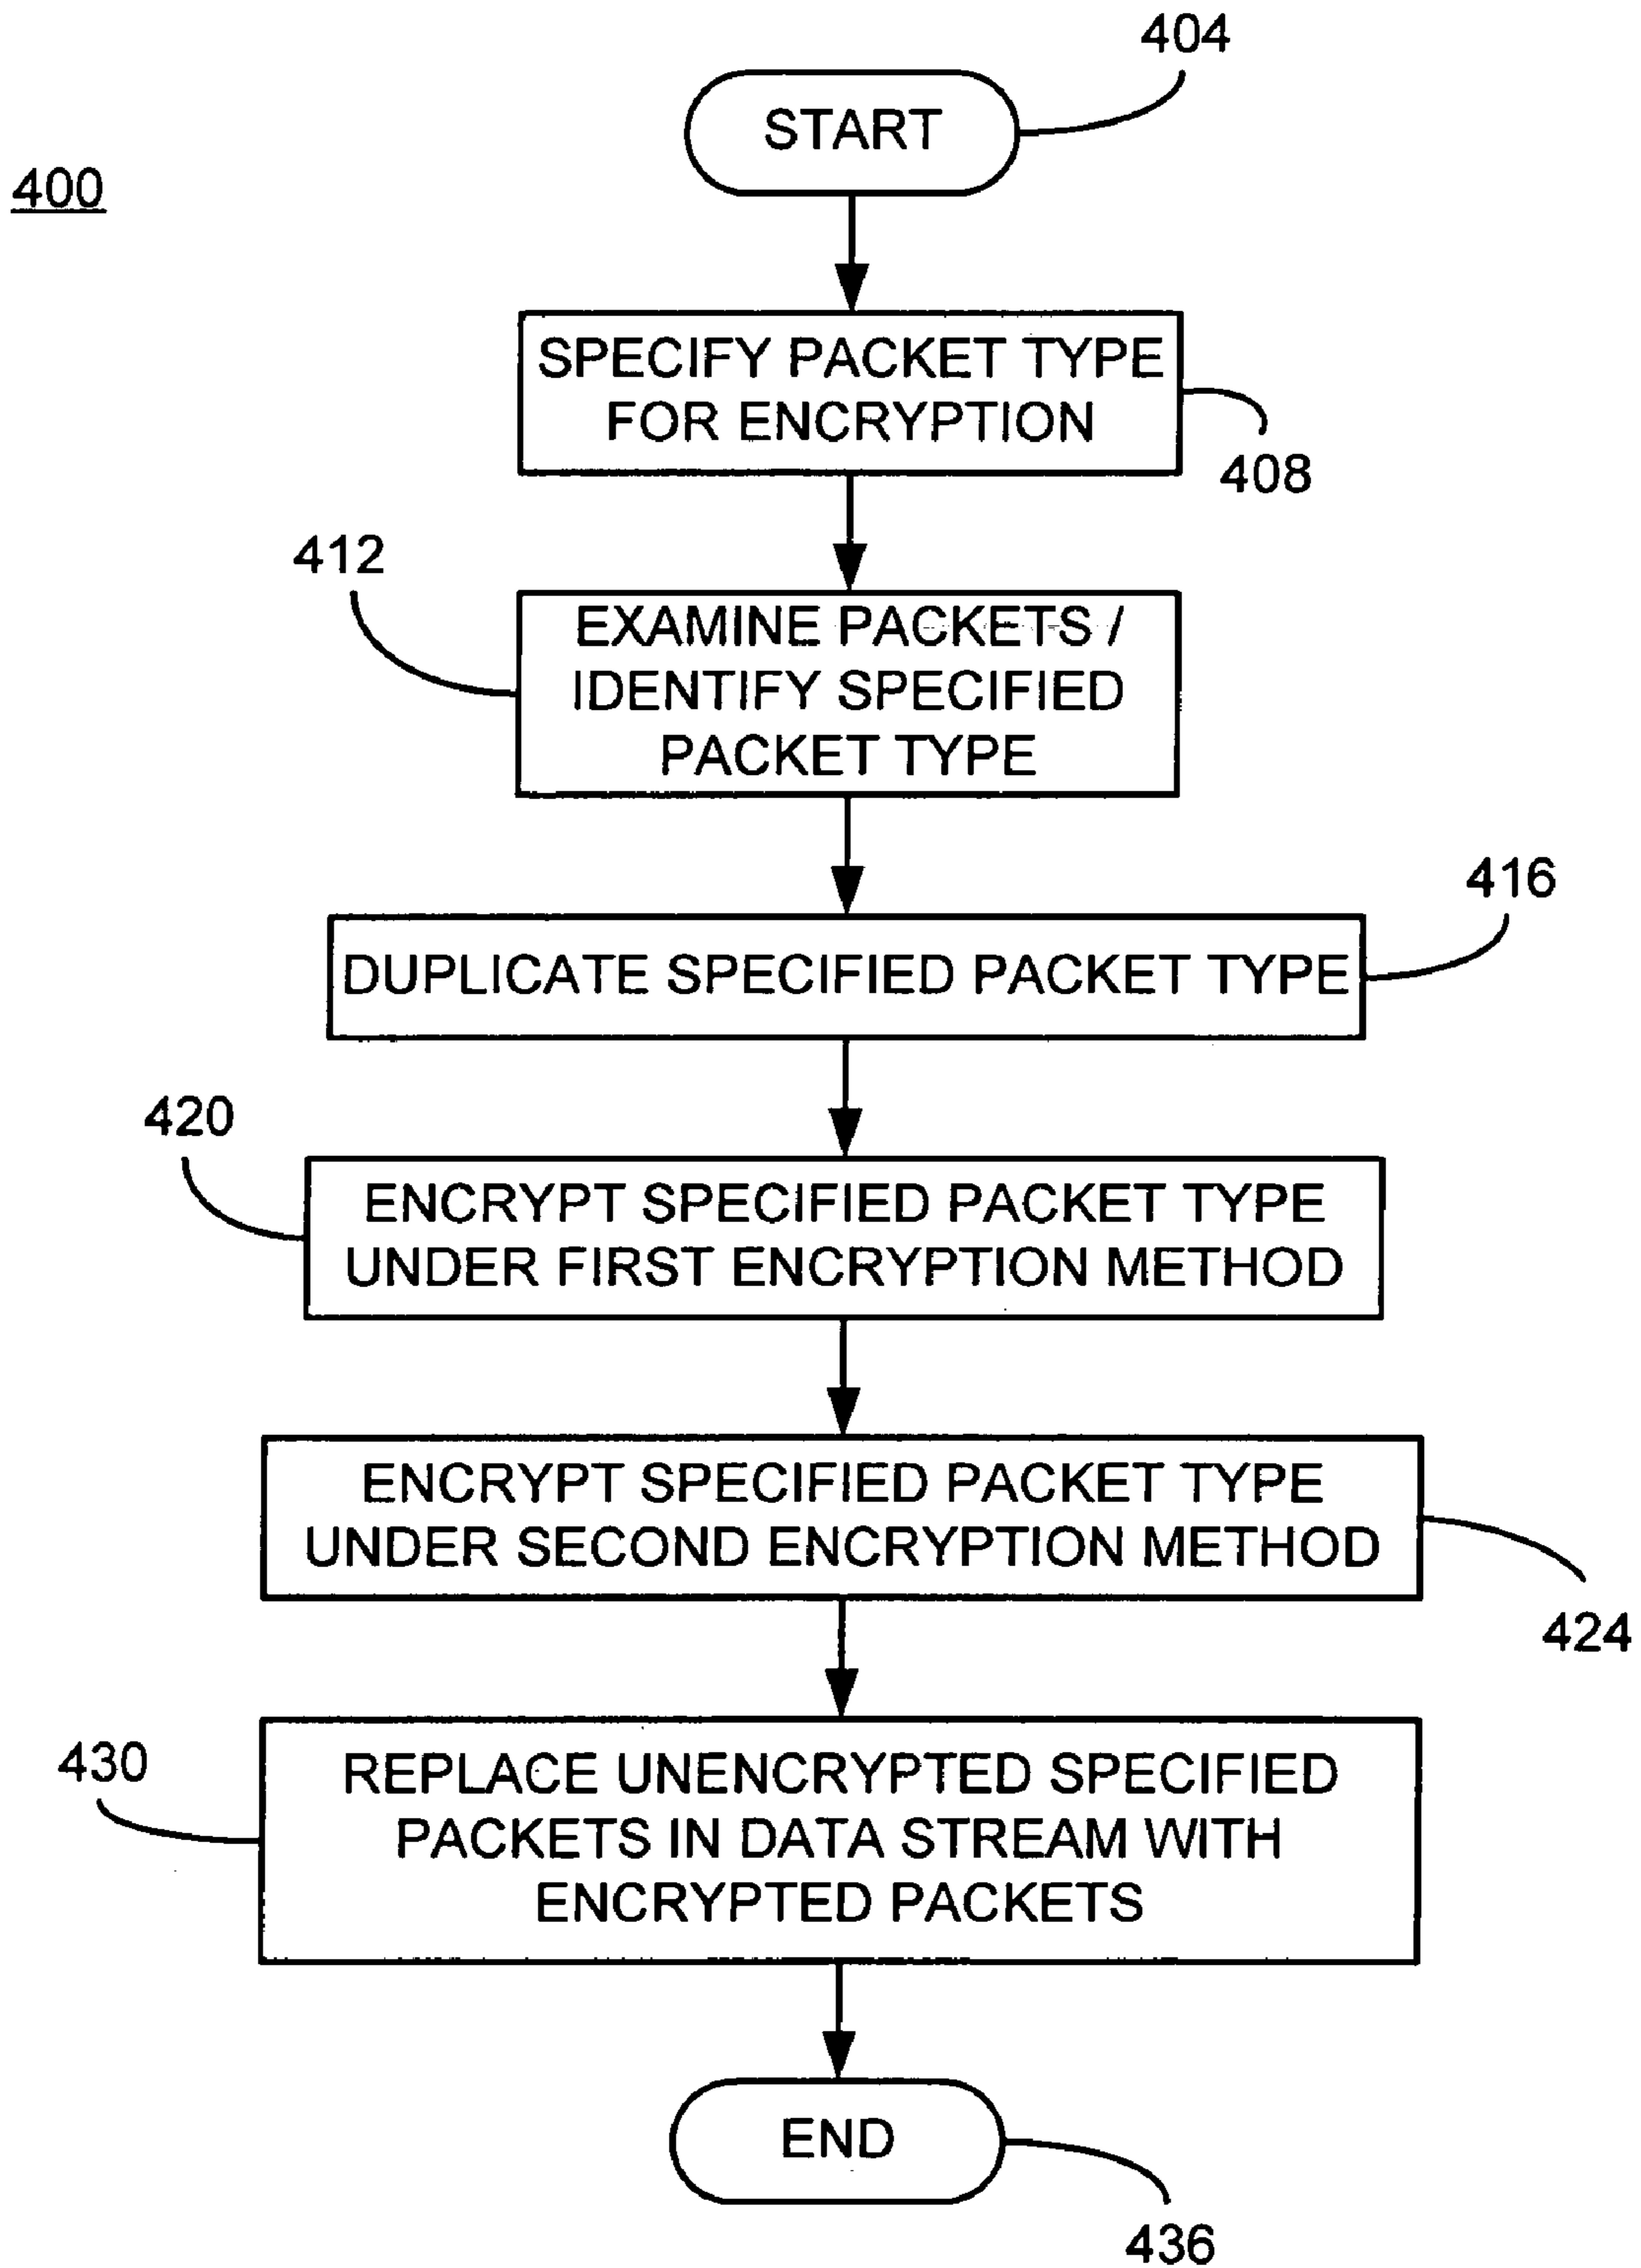 404
START
400
SPECIFY PACKET TYPE
FOR ENCRYPTION
408
412
EXAMINE PACKETS /
IDENTIFY SPECIFIED
PACKET TYPE
416
DUPLICATE SPECIFIED PACKET TYPE
420
ENCRYPT SPECIFIED PACKET TYPE
UNDER FIRST ENCRYPTION METHOD
ENCRYPT SPECIFIED PACKET TYPE
UNDER SECOND ENCRYPTION METHOD
424
430
REPLACE UNENCRYPTED SPECIFIED
PACKETS IN DATA STREAM WITH
ENCRYPTED PACKETS
END
436